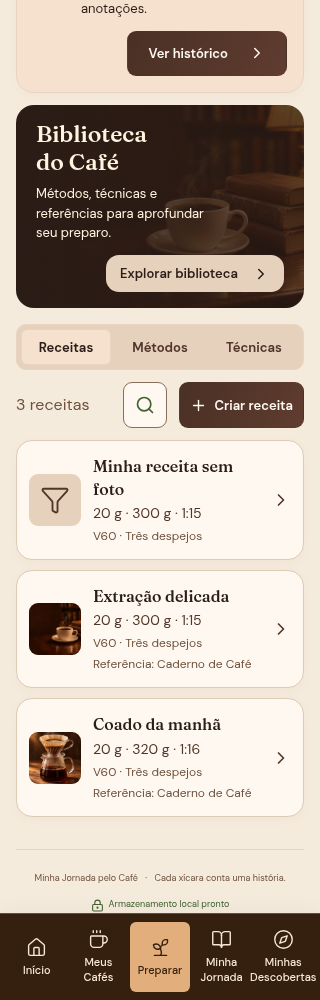 anotações.
Ver histórico
Biblioteca
do Café
Métodos, técnicas e
referências para aprofundar
seu preparo.
Explorar biblioteca
Receitas Métodos Técnicas
3 receitas
Criar receita
Minha receita sem
foto
20 g · 300 g · 1:15
V60 · Três despejos
Extração delicada
20 g · 300 g · 1:15
V60 · Três despejos
Referência: Caderno de Café
Coado da manhã
20 g · 320 g · 1:16
V60 · Três despejos
Referência: Caderno de Café
Minha Jornada pelo Café · Cada xícara conta uma história.
Armazenamento local pronto
Início
Meus
Cafés
Preparar
Minha
Jornada
Minhas
Descobertas